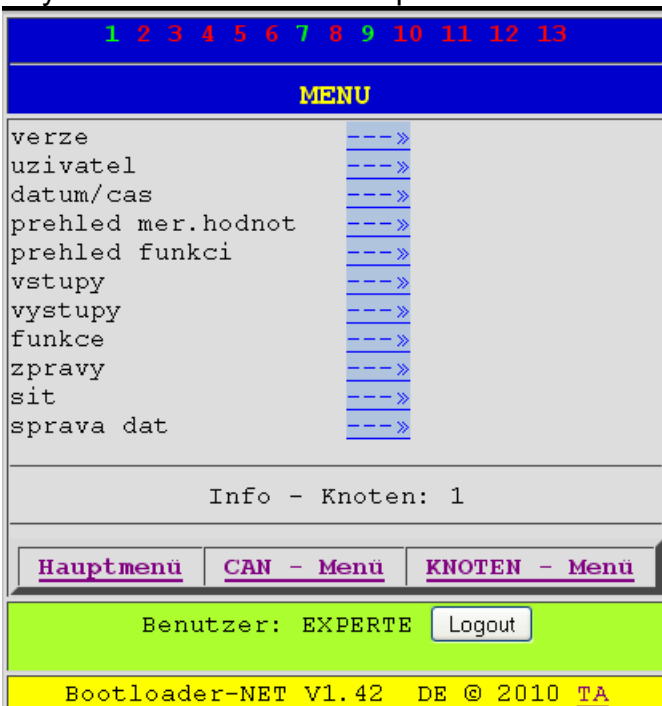 1 2 3 4 5 6 7 8 9 10 11 12 13
MENU
verze ---»
uzivatel ---»
datum/cas ---»
prehled mer.hodnot ---»
prehled funkci ---»
vstupy ---»
vystupy ---»
funkce ---»
zpravy ---»
sit ---»
sprava dat ---»
Info - Knoten: 1
Hauptmenü CAN - Menü KNOTEN - Menü
Benutzer: EXPERTE Logout
Bootloader-NET V1.42 DE © 2010 TA